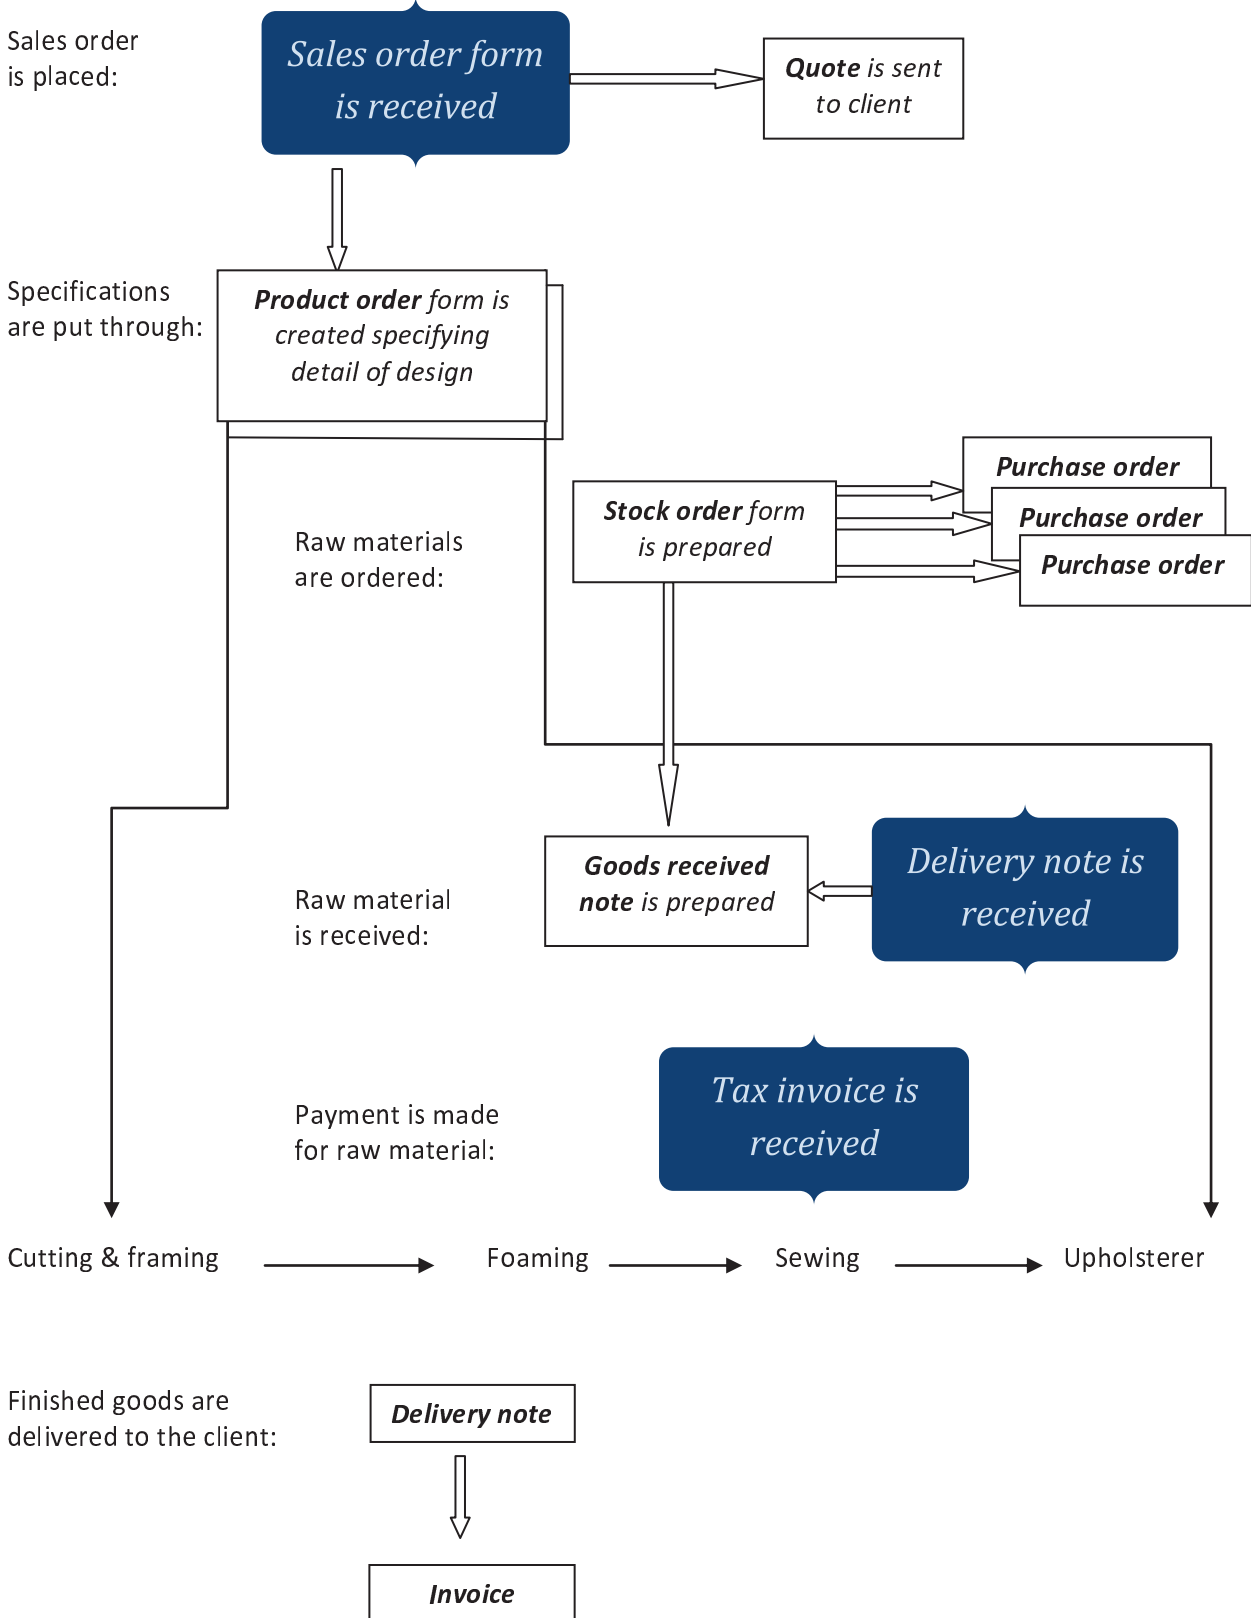 Sales order
is placed:
Sales order form
is received
Quote is sent
to client
Specifications
are put through:
Product order form is
created specifying
detail of design
Raw materials
are ordered:
Stock order form
is prepared
Purchase order
Purchase order
Purchase order
Raw material
is received:
Goods received
note is prepared
Delivery note is
received
Payment is made
for raw material:
Tax invoice is
received
Cutting & framing
Foaming
Sewing
Upholsterer
Finished goods are
delivered to the client:
Delivery note
Invoice